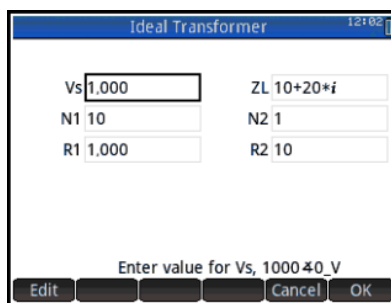 Ideal Transformer 12:02
Vs 1,000 ZL 10+20*i
N1 10 N2 1
R1 1,000 R2 10
Enter value for Vs, 1000∡0_V
Edit Cancel OK